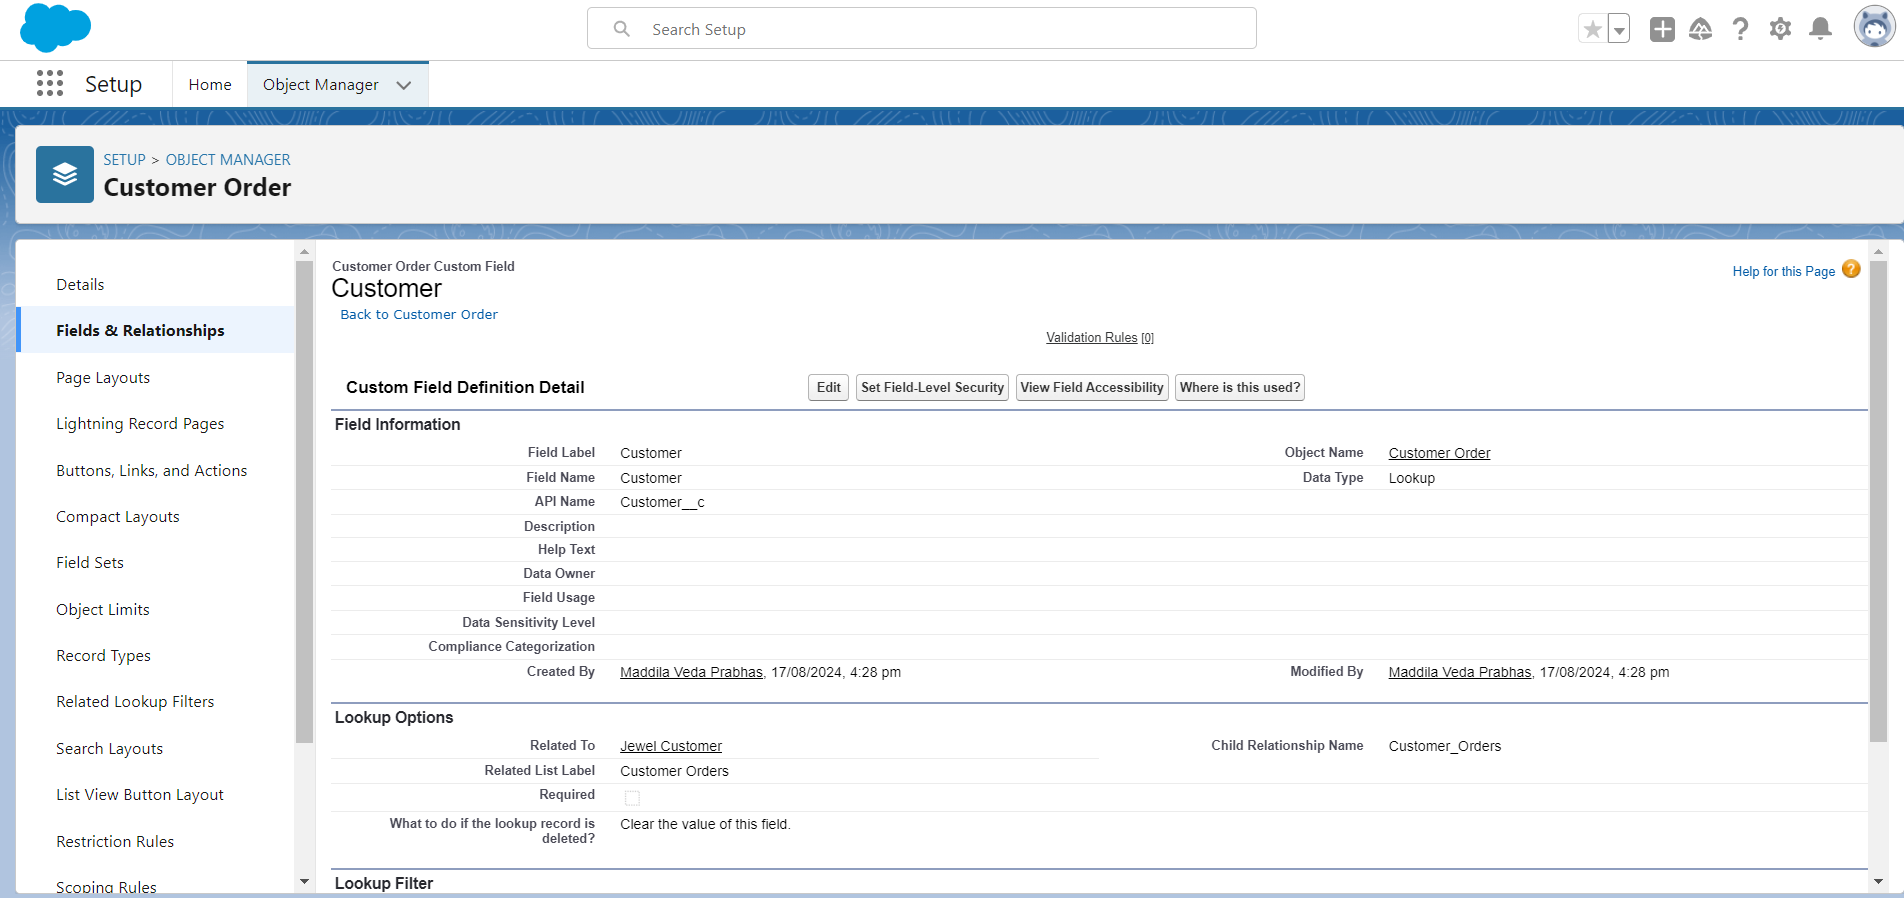 Search Setup
Setup
Home
Object Manager
SETUP > OBJECT MANAGER
Customer Order
Details
Fields & Relationships
Page Layouts
Lightning Record Pages
Buttons, Links, and Actions
Compact Layouts
Field Sets
Object Limits
Record Types
Related Lookup Filters
Search Layouts
List View Button Layout
Restriction Rules
Scoping Rules
Customer Order Custom Field
Customer
Back to Customer Order
Help for this Page ?
Validation Rules [0]
Custom Field Definition Detail
Edit
Set Field-Level Security
View Field Accessibility
Where is this used?
Field Information
Field Label Customer Object Name Customer Order
Field Name Customer Data Type Lookup
API Name Customer__c
Description
Help Text
Data Owner
Field Usage
Data Sensitivity Level
Compliance Categorization
Created By Maddila Veda Prabhas, 17/08/2024, 4:28 pm Modified By Maddila Veda Prabhas, 17/08/2024, 4:28 pm
Lookup Options
Related To Jewel Customer Child Relationship Name Customer_Orders
Related List Label Customer Orders
Required
What to do if the lookup record is
deleted?
Clear the value of this field.
Lookup Filter